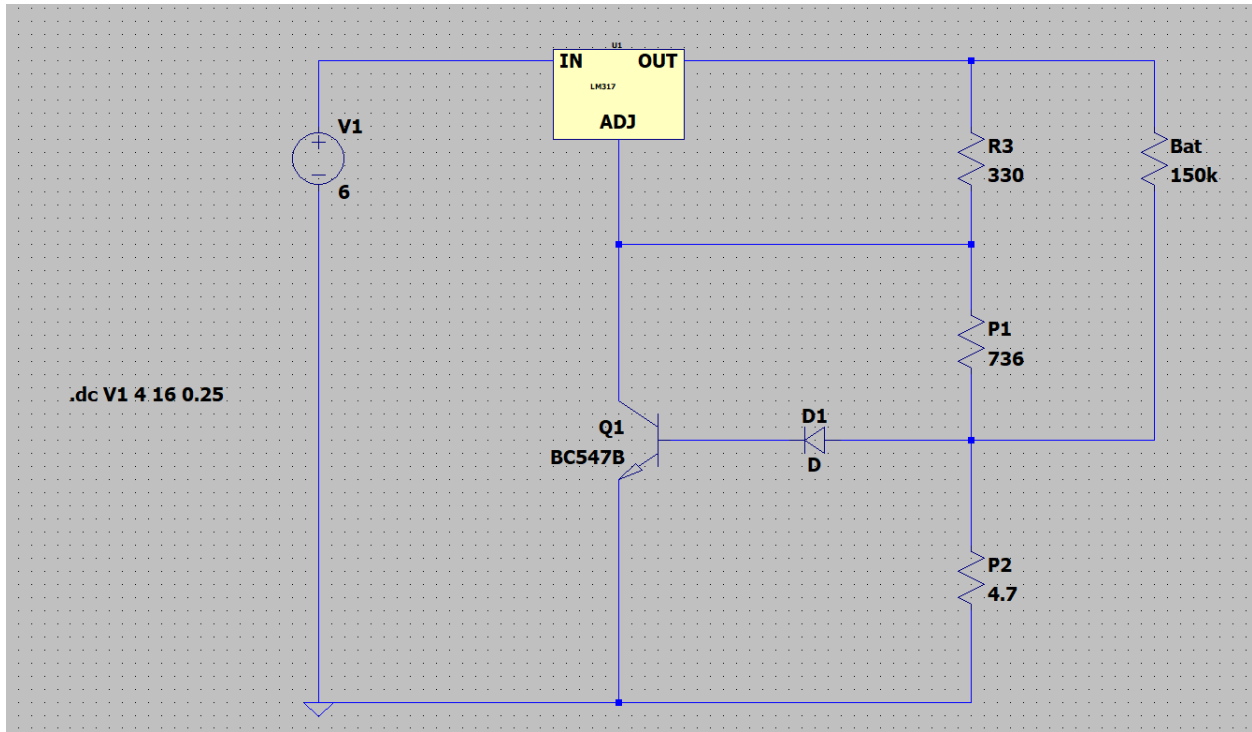 U1
IN OUT
LM317
ADJ
V1
6
R3
330
Bat
150k
P1
736
.dc V1 4 16 0.25
Q1
BC547B
D1
D
P2
4.7